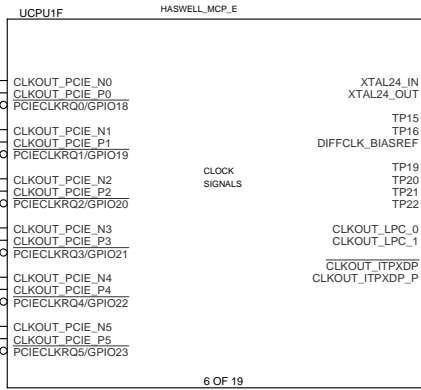 UCPU1F
HASWELL_MCP_E
CLKOUT_PCIE_N0
CLKOUT_PCIE_P0
PCIECLKRQ0/GPIO18
CLKOUT_PCIE_N1
CLKOUT_PCIE_P1
PCIECLKRQ1/GPIO19
CLKOUT_PCIE_N2
CLKOUT_PCIE_P2
PCIECLKRQ2/GPIO20
CLKOUT_PCIE_N3
CLKOUT_PCIE_P3
PCIECLKRQ3/GPIO21
CLKOUT_PCIE_N4
CLKOUT_PCIE_P4
PCIECLKRQ4/GPIO22
CLKOUT_PCIE_N5
CLKOUT_PCIE_P5
PCIECLKRQ5/GPIO23
CLOCK
SIGNALS
XTAL24_IN
XTAL24_OUT
TP15
TP16
DIFFCLK_BIASREF
TP19
TP20
TP21
TP22
CLKOUT_LPC_0
CLKOUT_LPC_1
CLKOUT_ITPXDP
CLKOUT_ITPXDP_P
6 OF 19